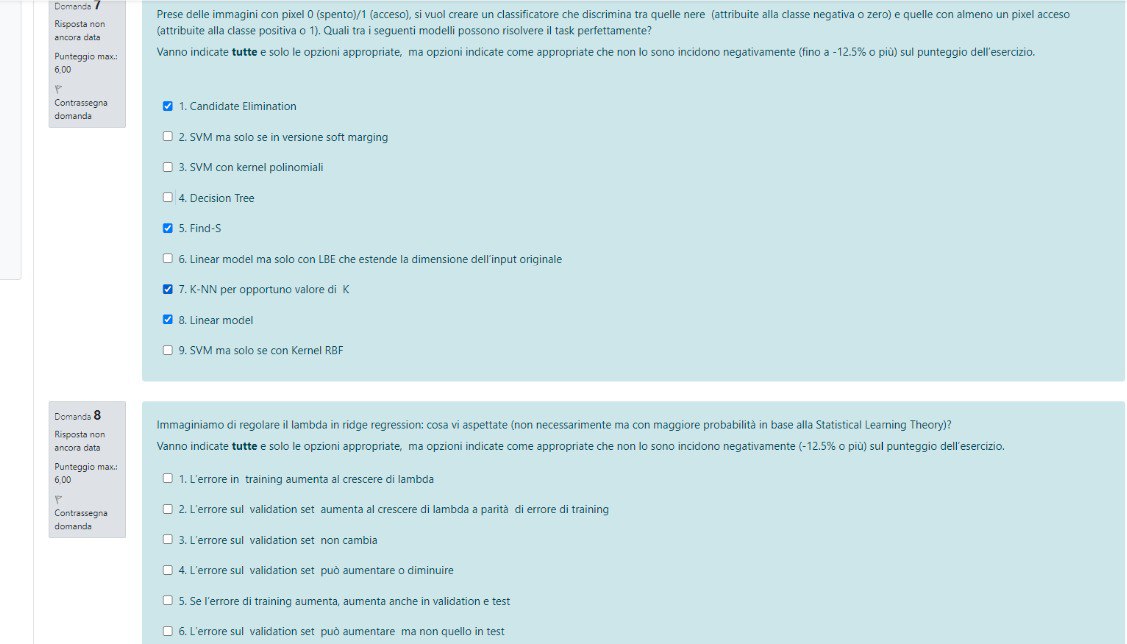 Domanda 7
Risposta non
ancora data
Punteggio max.:
6,00
Contrassegna
domanda
Prese delle immagini con pixel 0 (spento)/1 (acceso), si vuol creare un classificatore che discrimina tra quelle nere (attribuite alla classe negativa o zero) e quelle con almeno un pixel acceso
(attribuite alla classe positiva o 1). Quali tra i seguenti modelli possono risolvere il task perfettamente?
Vanno indicate tutte e solo le opzioni appropriate, ma opzioni indicate come appropriate che non lo sono incidono negativamente (fino a -12.5% o più) sul punteggio dell'esercizio.
1. Candidate Elimination
2. SVM ma solo se in versione soft marging
3. SVM con kernel polinomiali
4. Decision Tree
5. Find-S
6. Linear model ma solo con LBE che estende la dimensione dell'input originale
7. K-NN per opportuno valore di K
8. Linear model
9. SVM ma solo se con Kernel RBF
Domanda 8
Risposta non
ancora data
Punteggio max.:
6,00
Contrassegna
domanda
Immaginiamo di regolare il lambda in ridge regression: cosa vi aspettate (non necessariamente ma con maggiore probabilità in base alla Statistical Learning Theory)?
Vanno indicate tutte e solo le opzioni appropriate, ma opzioni indicate come appropriate che non lo sono incidono negativamente (-12.5% o più) sul punteggio dell'esercizio.
1. L'errore in training aumenta al crescere di lambda
2. L'errore sul validation set aumenta al crescere di lambda a parità di errore di training
3. L'errore sul validation set non cambia
4. L'errore sul validation set può aumentare o diminuire
5. Se l'errore di training aumenta, aumenta anche in validation e test
6. L'errore sul validation set può aumentare ma non quello in test